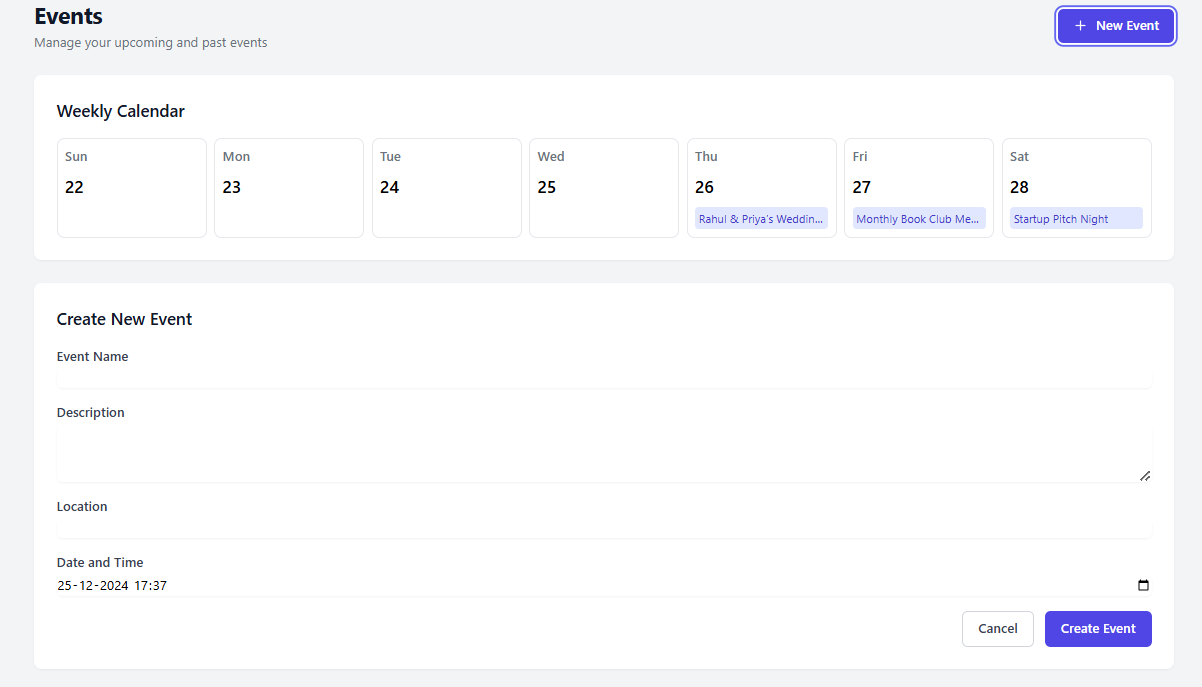 Events
Manage your upcoming and past events
+ New Event
Weekly Calendar
Sun Mon Tue Wed Thu Fri Sat
22 23 24 25 26 27 28
Rahul & Priya's Weddin... Monthly Book Club Me... Startup Pitch Night
Create New Event
Event Name
Description
Location
Date and Time
25-12-2024 17:37
Cancel Create Event